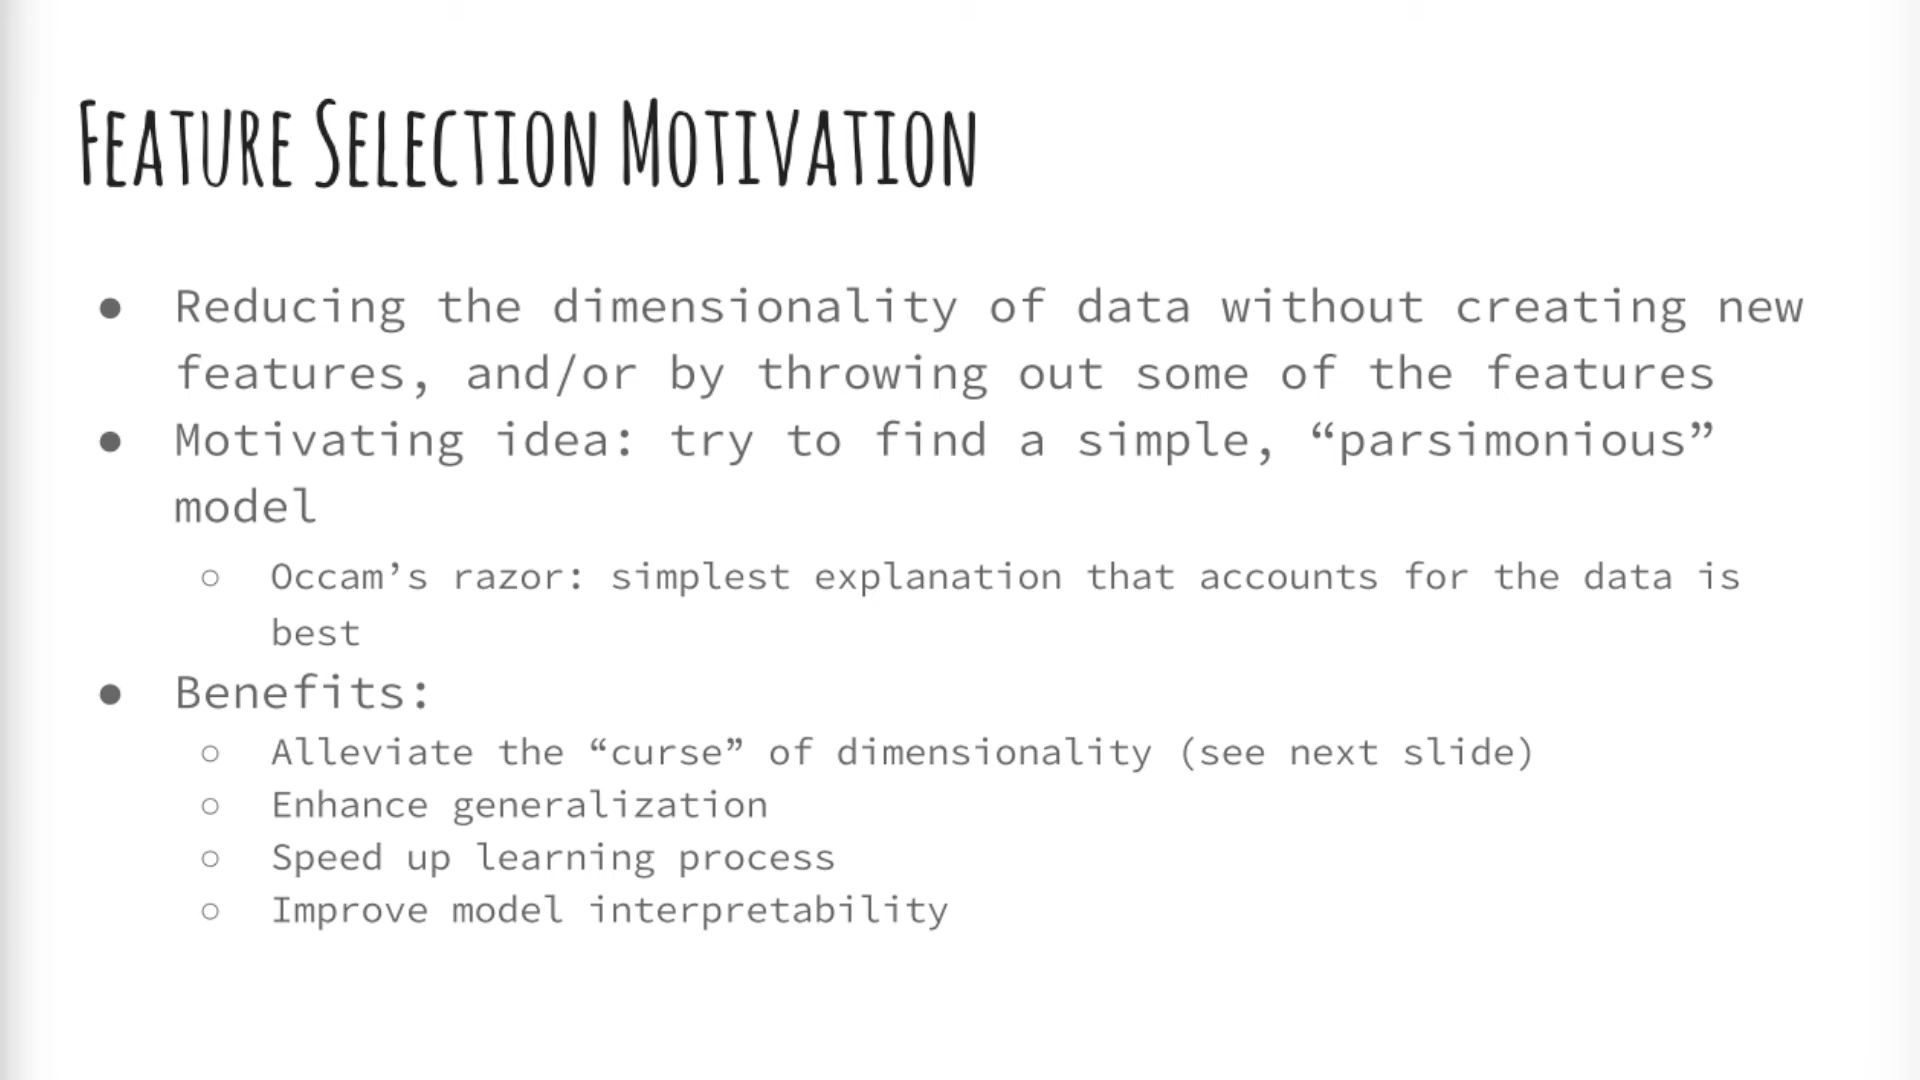 Feature Selection Motivation
● Reducing the dimensionality of data without creating new
features, and/or by throwing out some of the features
● Motivating idea: try to find a simple, “parsimonious”
model
○ Occam’s razor: simplest explanation that accounts for the data is
best
● Benefits:
○ Alleviate the “curse” of dimensionality (see next slide)
○ Enhance generalization
○ Speed up learning process
○ Improve model interpretability